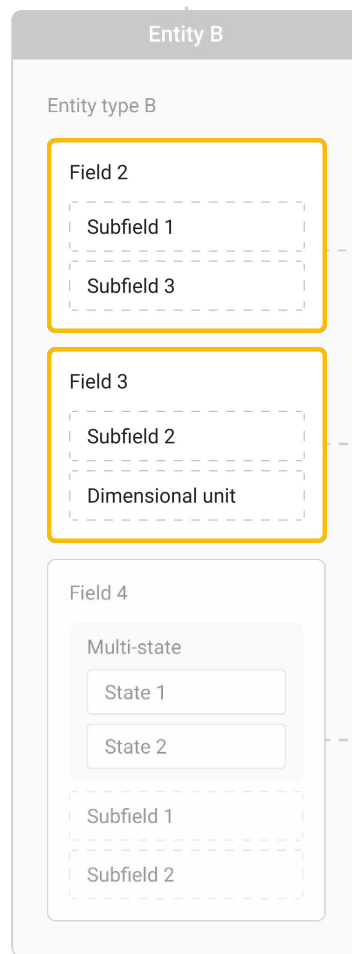 Entity B
Entity type B
Field 2
Subfield 1
Subfield 3
Field 3
Subfield 2
Dimensional unit
Field 4
Multi-state
State 1
State 2
Subfield 1
Subfield 2